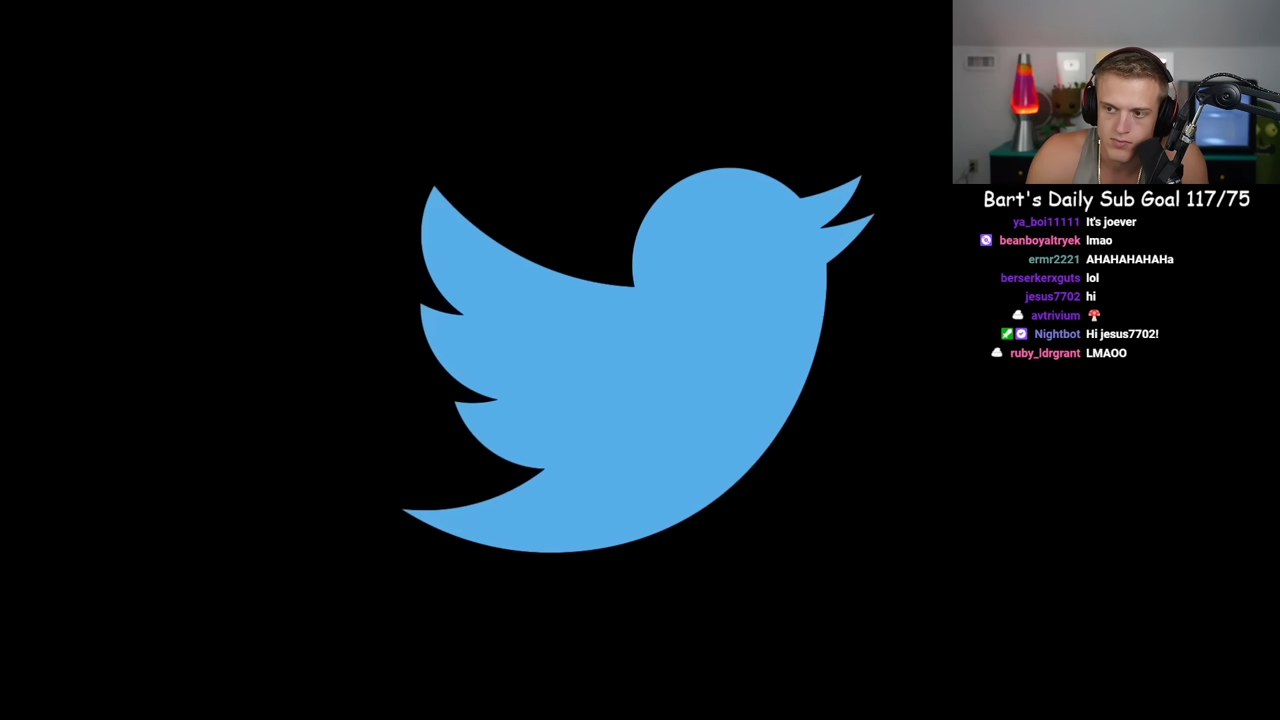 Bart's Daily Sub Goal 117/75
ya_boi11111 It's joever
beanboyaltryek lmao
ermr2221 AHAHAHAHAHa
berserkerxguts lol
jesus7702 hi
avtrivium
Nightbot Hi jesus7702!
ruby_ldrgrant LMAOO